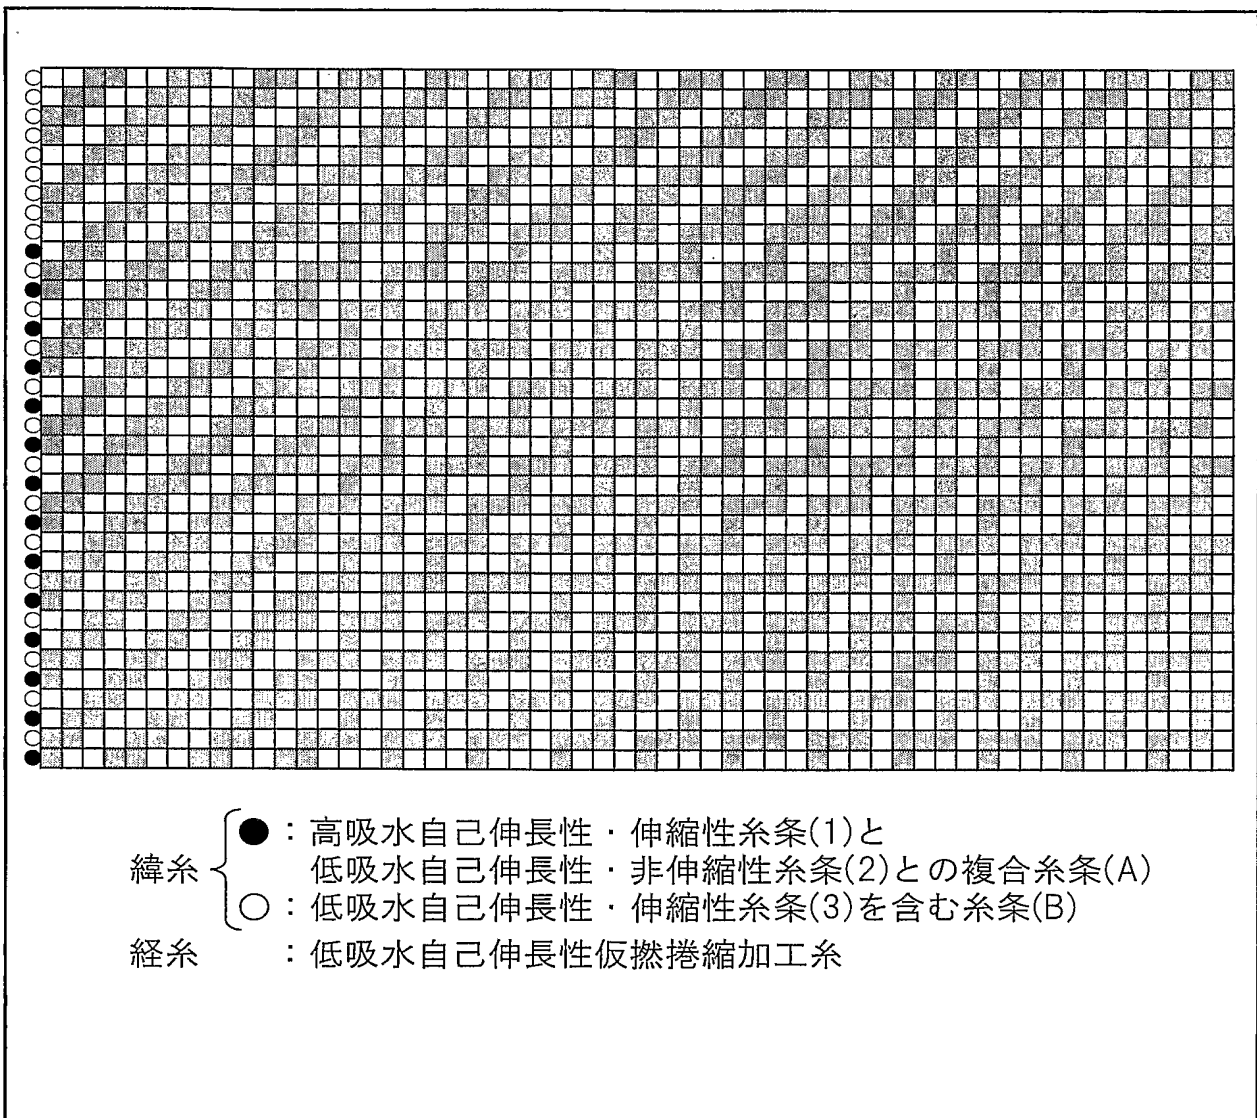 ●：高吸水自己伸長性・伸縮性糸条(1)と
緯糸
低吸水自己伸長性・非伸縮性糸条(2)との複合糸条(A)
○：低吸水自己伸長性・伸縮性糸条(3)を含む糸条(B)
経糸　：低吸水自己伸長性仮撚捲縮加工糸